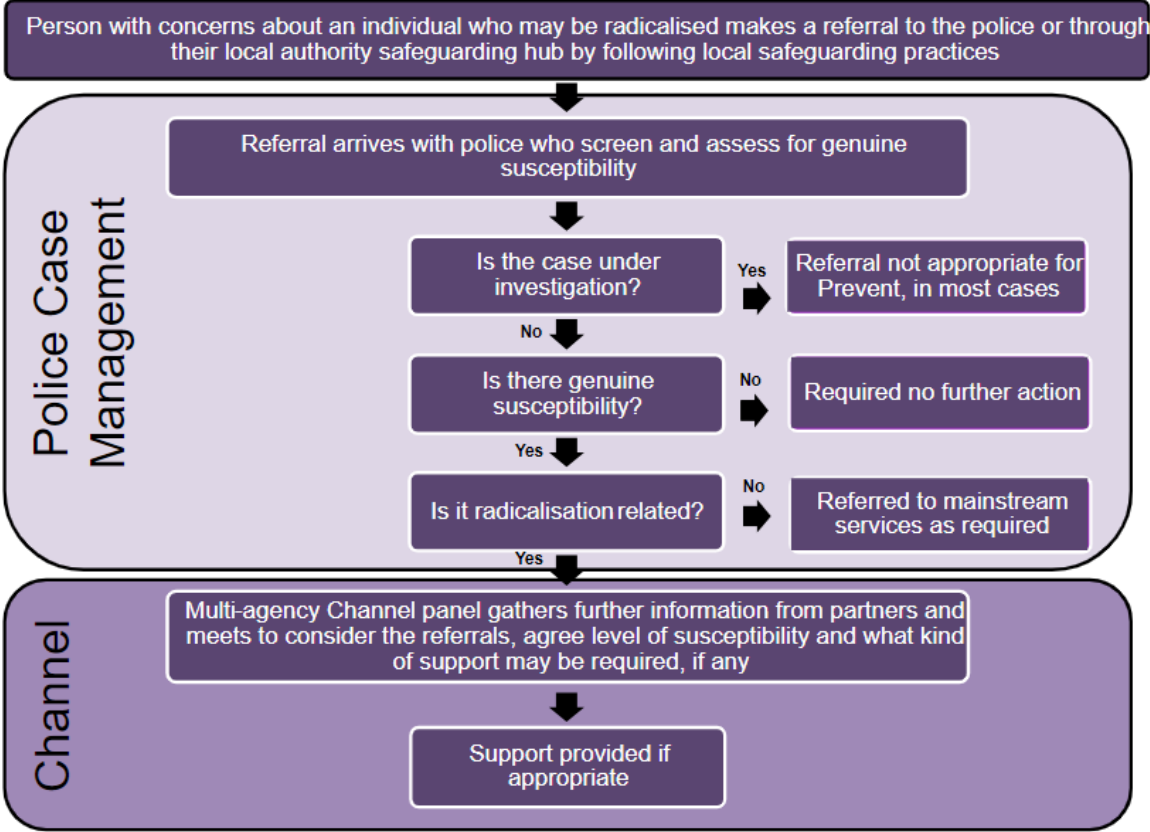 Person with concerns about an individual who may be radicalised makes a referral to the police or through
their local authority safeguarding hub by following local safeguarding practices
Police Case
Management
Referral arrives with police who screen and assess for genuine
susceptibility
Is the case under
investigation?
Yes
Referral not appropriate for
Prevent, in most cases
No
Is there genuine
susceptibility?
No
Required no further action
Yes
Is it radicalisation related?
No
Referred to mainstream
services as required
Yes
Channel
Multi-agency Channel panel gathers further information from partners and
meets to consider the referrals, agree level of susceptibility and what kind
of support may be required, if any
Support provided if
appropriate